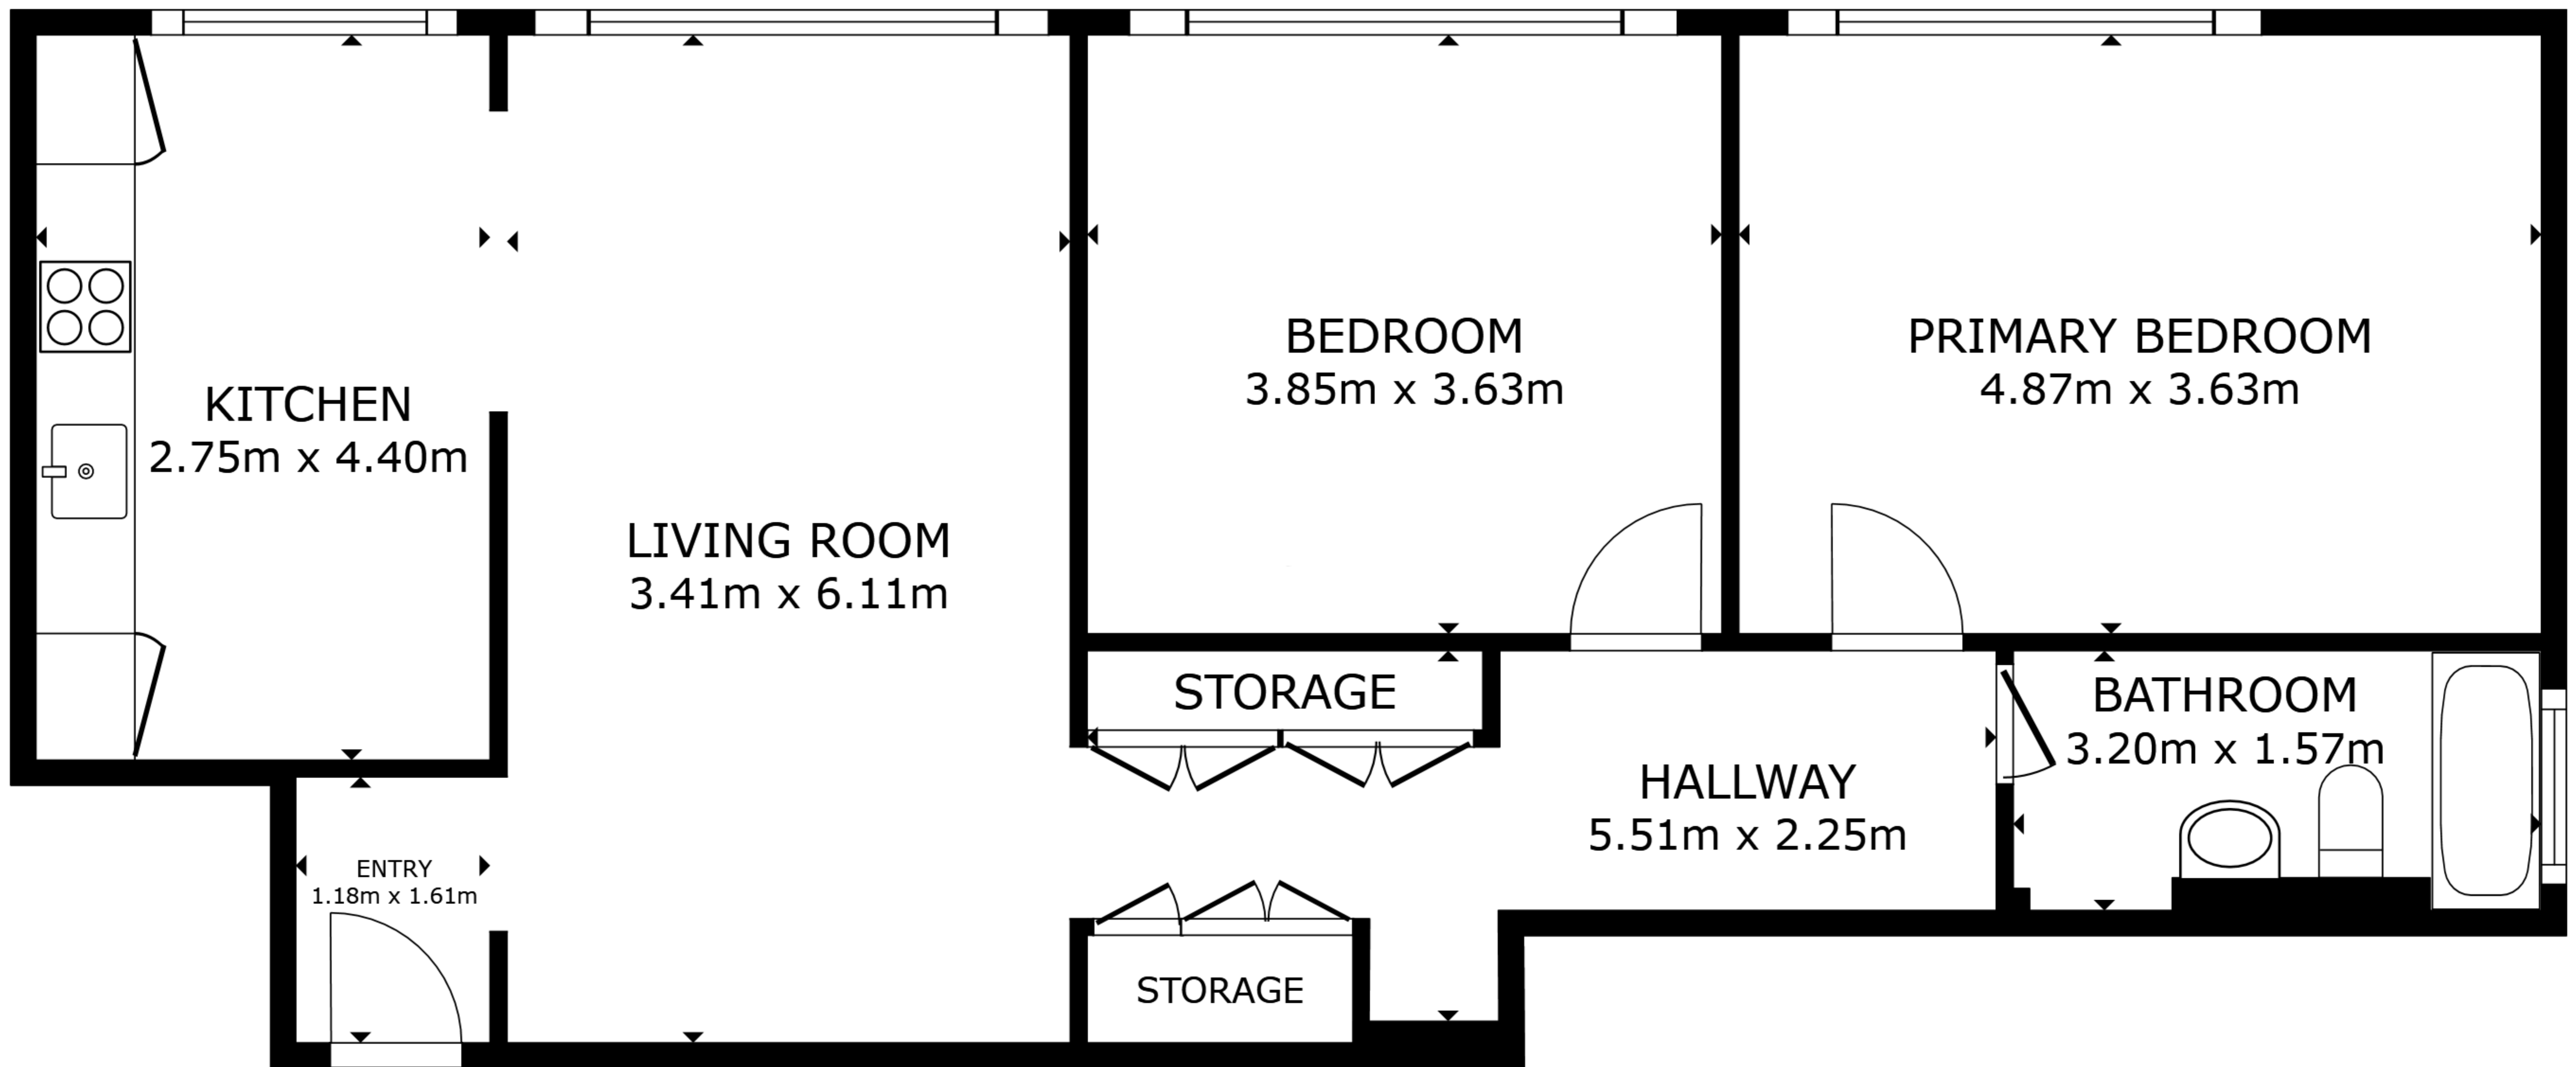 KITCHEN
2.75m x 4.40m
LIVING ROOM
3.41m x 6.11m
BEDROOM
3.85m x 3.63m
PRIMARY BEDROOM
4.87m x 3.63m
STORAGE
HALLWAY
5.51m x 2.25m
BATHROOM
3.20m x 1.57m
ENTRY
1.18m x 1.61m
STORAGE